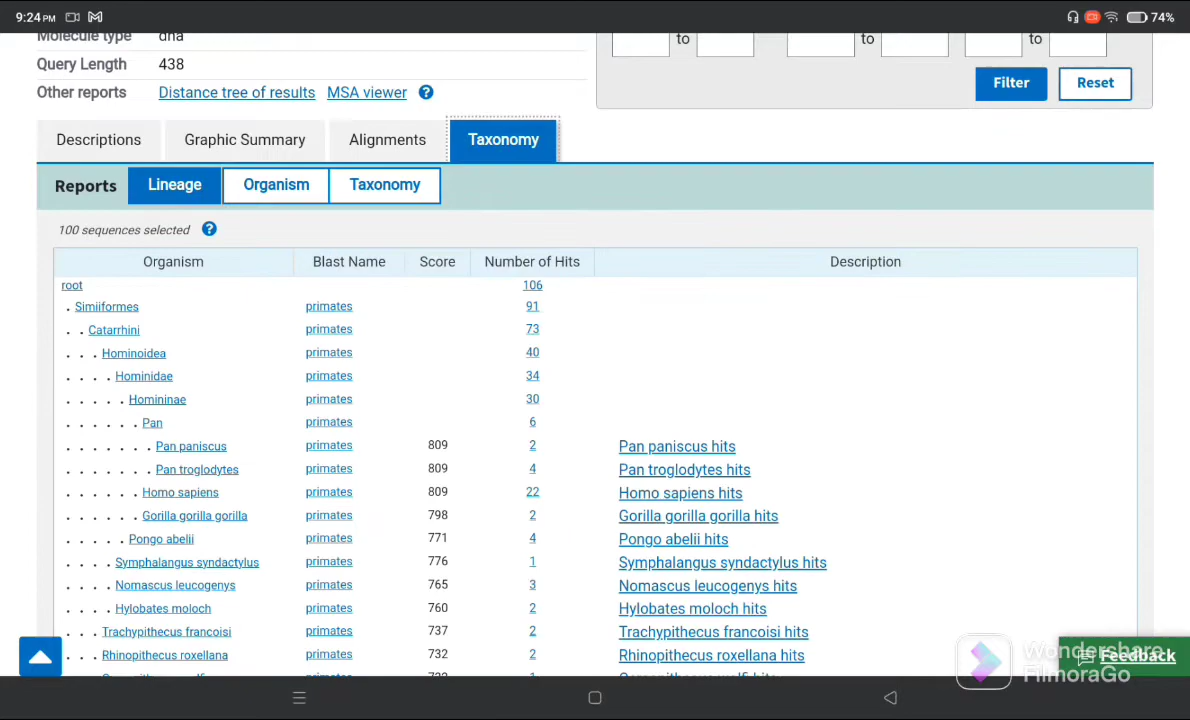 9:24 PM 74%
Molecule type dna
to to to
Query Length 438
Filter Reset
Other reports Distance tree of results MSA viewer ?
Descriptions Graphic Summary Alignments Taxonomy
Reports Lineage Organism Taxonomy
100 sequences selected ?
Organism Blast Name Score Number of Hits Description
root 106
. Simiiformes primates 91
. . Catarrhini primates 73
. . . Hominoidea primates 40
. . . . Hominidae primates 34
. . . . . Homininae primates 30
. . . . . . Pan primates 6
. . . . . . . Pan paniscus primates 809 2 Pan paniscus hits
. . . . . . . Pan troglodytes primates 809 4 Pan troglodytes hits
. . . . . . Homo sapiens primates 809 22 Homo sapiens hits
. . . . . . Gorilla gorilla gorilla primates 798 2 Gorilla gorilla gorilla hits
. . . . . Pongo abelii primates 771 4 Pongo abelii hits
. . . . Symphalangus syndactylus primates 776 1 Symphalangus syndactylus hits
. . . . Nomascus leucogenys primates 765 3 Nomascus leucogenys hits
. . . . Hylobates moloch primates 760 2 Hylobates moloch hits
. . . Trachypithecus francoisi primates 737 2 Trachypithecus francoisi hits
. . . Rhinopithecus roxellana primates 732 2 Rhinopithecus roxellana hits
Feedback
Wondershare
FilmoraGo